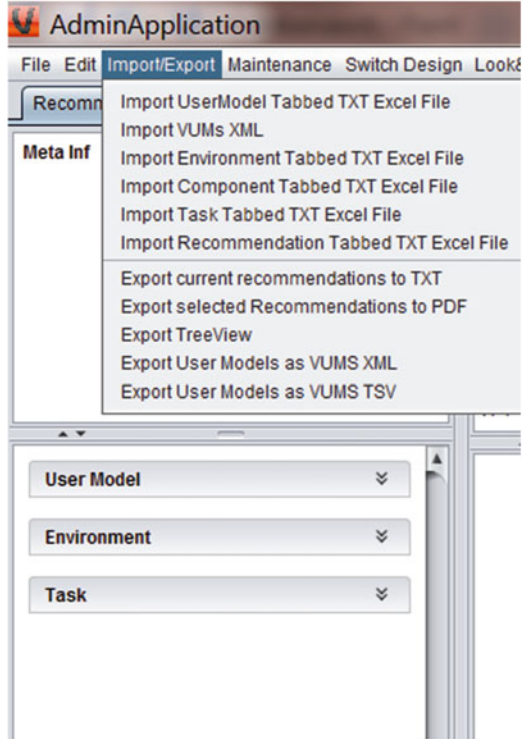 AdminApplication
File Edit Import/Export Maintenance Switch Design
Recomm
Import UserModel Tabbed TXT Excel File
Import VUMs XML
Meta Inf
Import Environment Tabbed TXT Excel File
Import Component Tabbed TXT Excel File
Import Task Tabbed TXT Excel File
Import Recommendation Tabbed TXT Excel File
Export current recommendations to TXT
Export selected Recommendations to PDF
Export TreeView
Export User Models as VUMS XML
Export User Models as VUMS TSV
User Model
Environment
Task